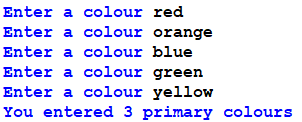 Enter a colour red
Enter a colour orange
Enter a colour blue
Enter a colour green
Enter a colour yellow
You entered 3 primary colours